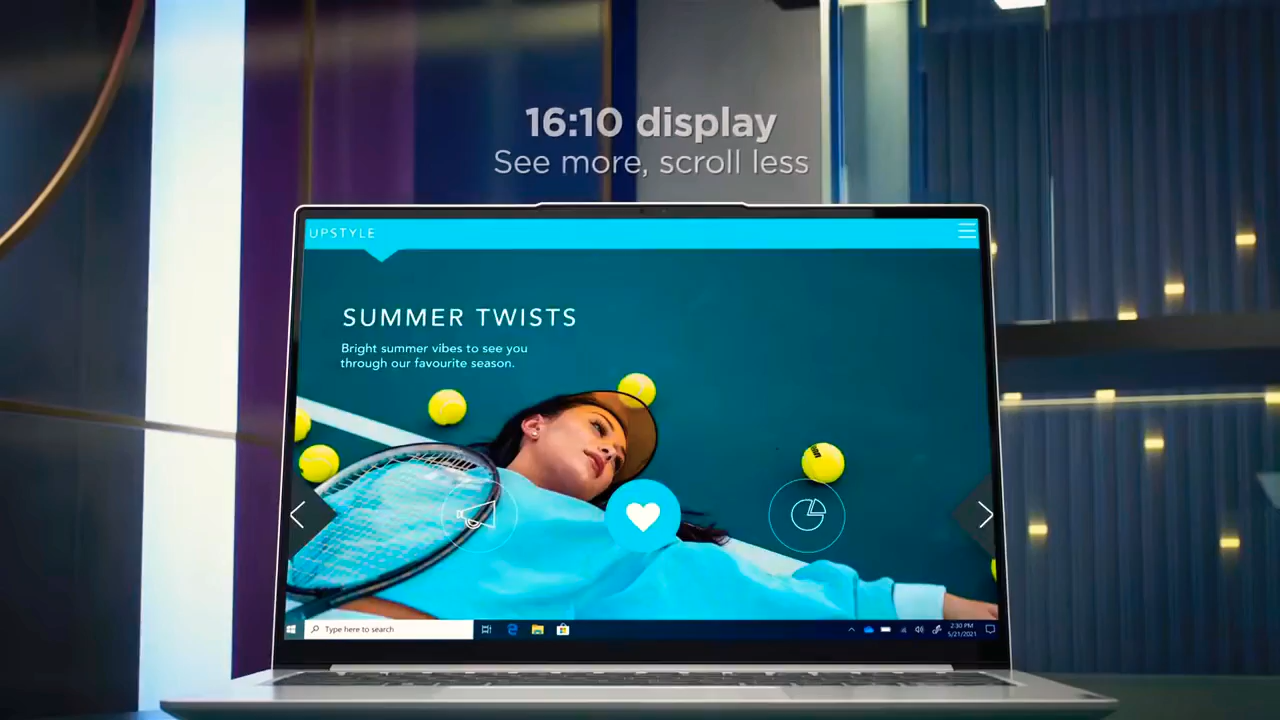 16:10 display
See more, scroll less
UPSTYLE
SUMMER TWISTS
Bright summer vibes to see you
through our favourite season.
Type here to search
2:30 PM
5/21/2021